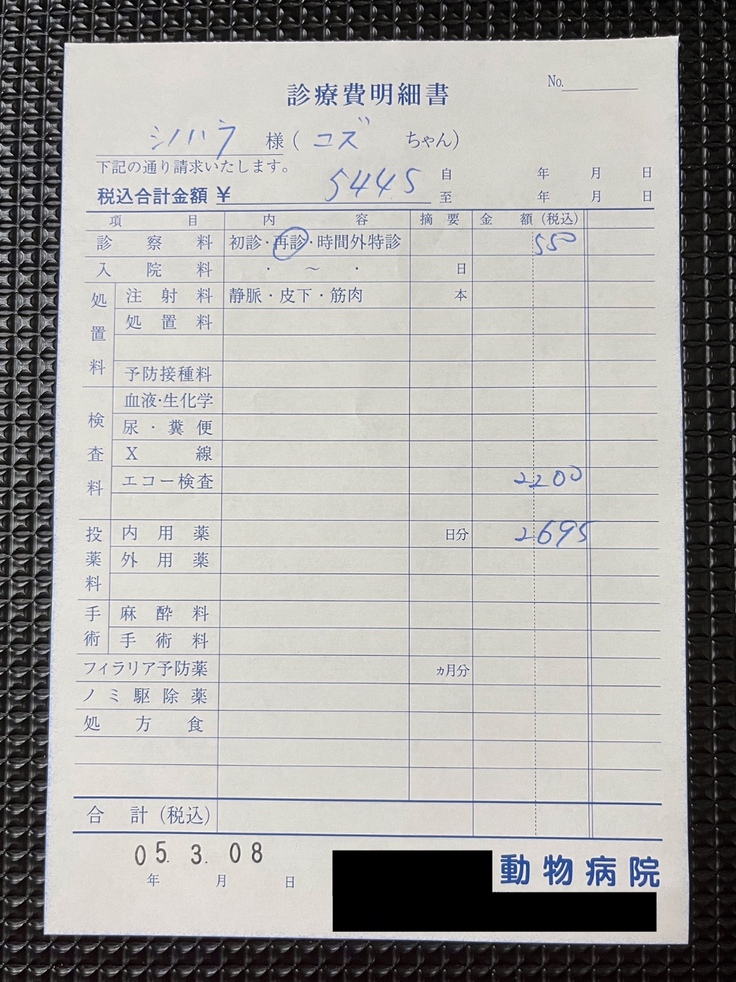 診療費明細書
No.
シハラ 様（コズ ちゃん）
下記の通り請求いたします。
自 年 月 日
税込合計金額 ¥ 5445 至 年 月 日
項目 内容 摘要 金額（税込）
診察料 初診・再診・時間外特診 550
入院料 ・～・ 日
処置料
注射料 静脈・皮下・筋肉 本
処置料
予防接種料
検査料
血液・生化学
尿・糞便
X線
エコー検査 2200
投薬料
内用薬 日分 2695
外用薬
手術
麻酔料
手術料
フィラリア予防薬 ヵ月分
ノミ駆除薬
処方食
合計（税込）
05. 3. 08
年 月 日
動物病院